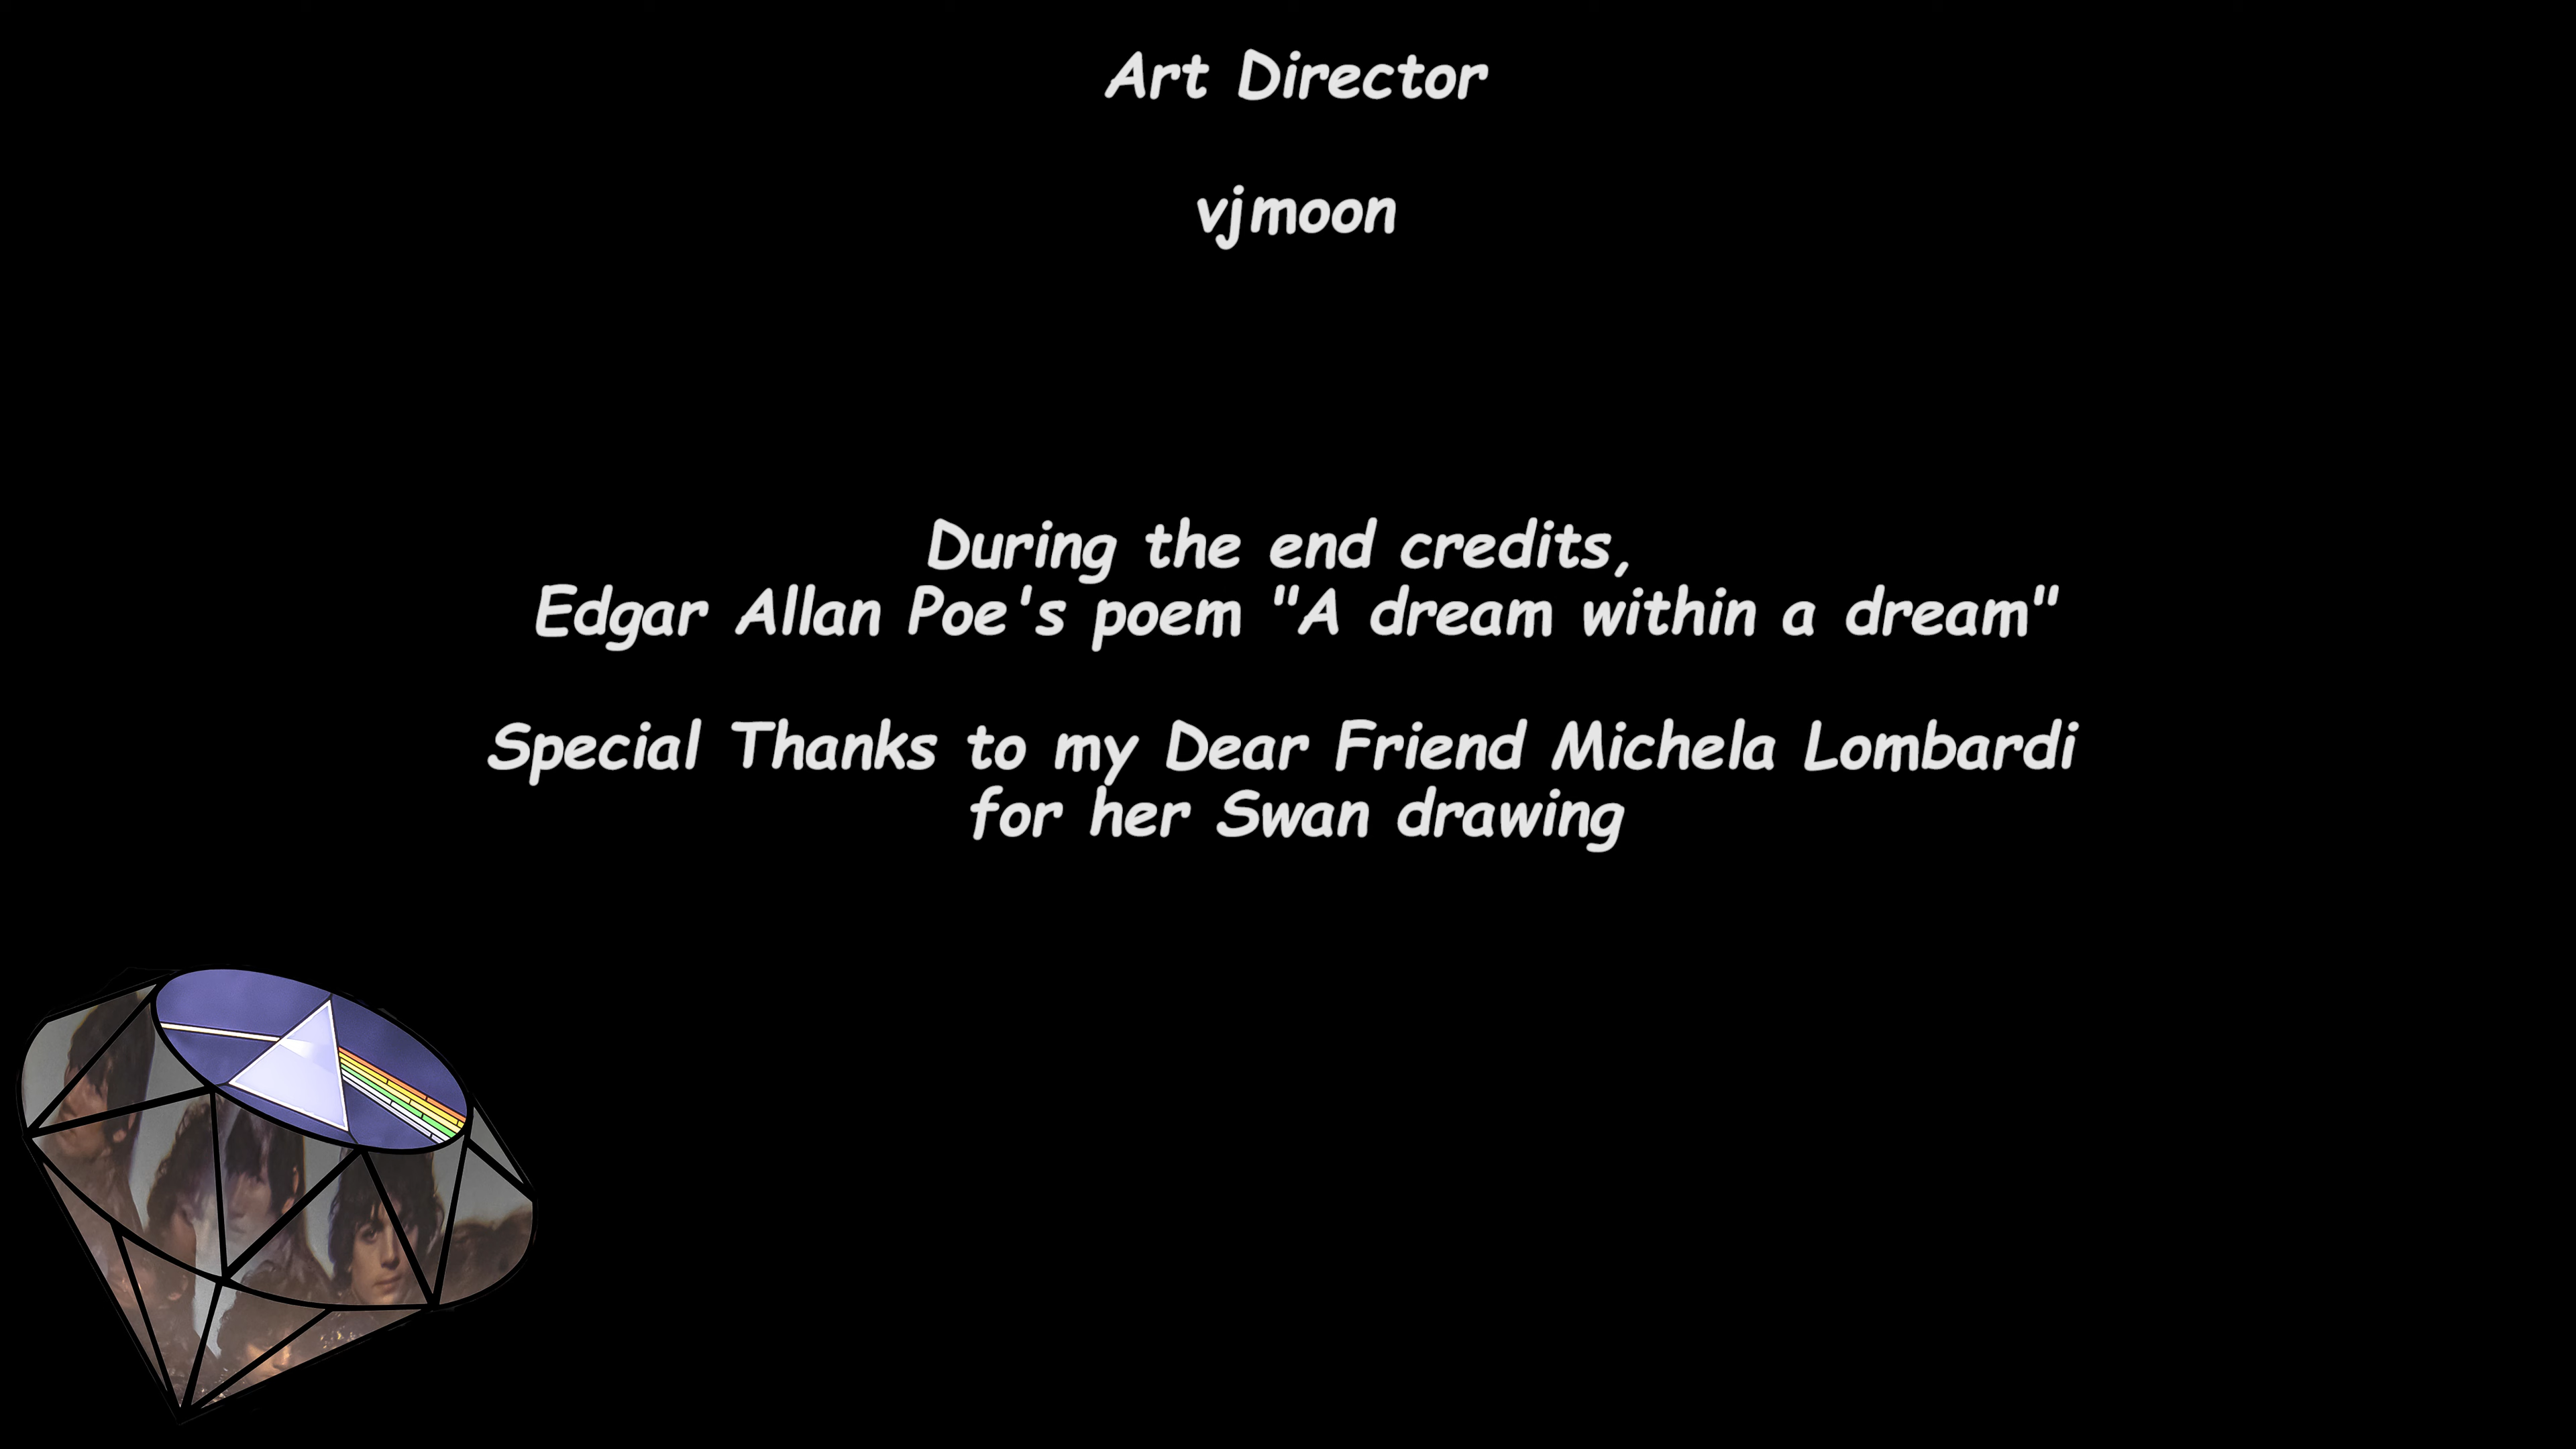 Art Director
vjmoon
During the end credits,
Edgar Allan Poe's poem "A dream within a dream"
Special Thanks to my Dear Friend Michela Lombardi
for her Swan drawing